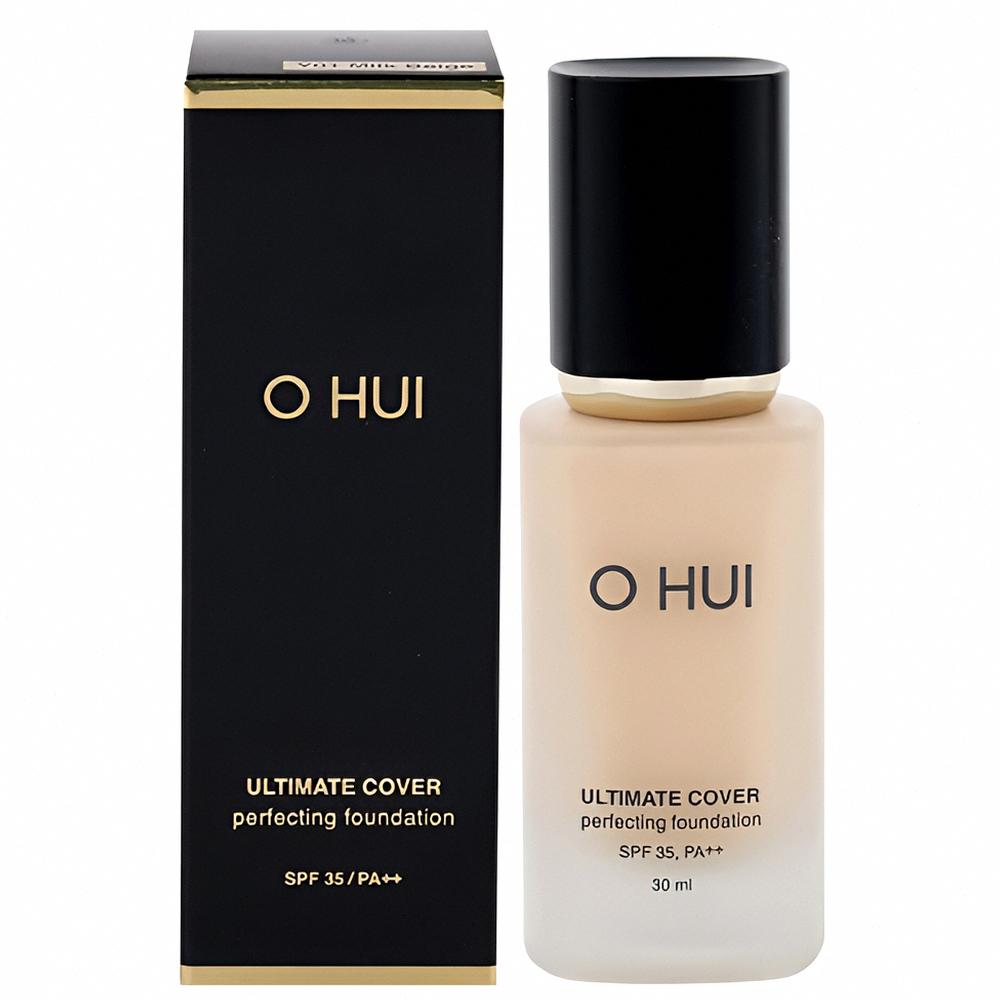 Milk Beige
O HUI
ULTIMATE COVER
perfecting foundation
SPF 35/PA++
O HUI
ULTIMATE COVER
perfecting foundation
SPF 35, PA++
30 ml